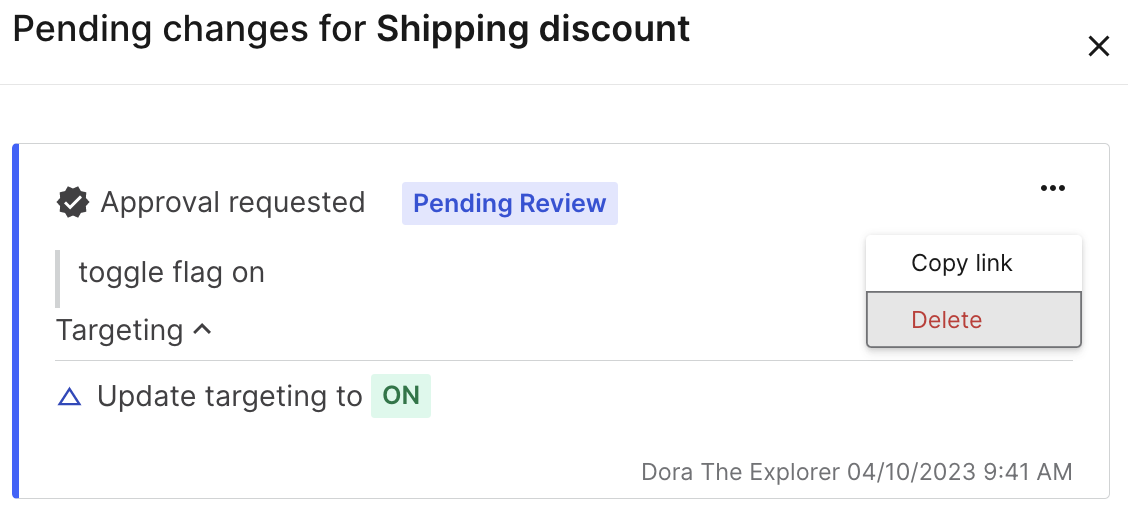 Pending changes for Shipping discount
Approval requested
Pending Review
toggle flag on
Copy link
Delete
Targeting
Update targeting to ON
Dora The Explorer 04/10/2023 9:41 AM